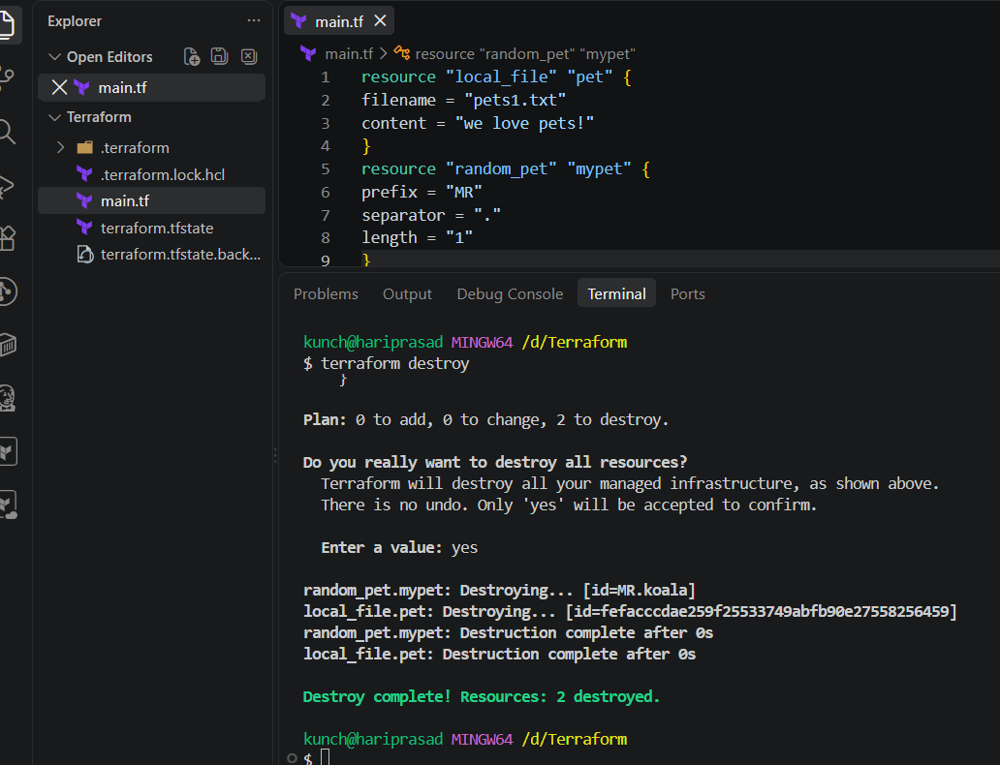 Explorer
···
Open Editors
main.tf
Terraform
.terraform
.terraform.lock.hcl
main.tf
terraform.tfstate
terraform.tfstate.back...
main.tf
main.tf > resource "random_pet" "mypet"
1 resource "local_file" "pet" {
2 filename = "pets1.txt"
3 content = "we love pets!"
4 }
5 resource "random_pet" "mypet" {
6 prefix = "MR"
7 separator = "."
8 length = "1"
9 }
Problems Output Debug Console Terminal Ports
kunch@hariprasad MINGW64 /d/Terraform
$ terraform destroy
}
Plan: 0 to add, 0 to change, 2 to destroy.
Do you really want to destroy all resources?
Terraform will destroy all your managed infrastructure, as shown above.
There is no undo. Only 'yes' will be accepted to confirm.
Enter a value: yes
random_pet.mypet: Destroying... [id=MR.koala]
local_file.pet: Destroying... [id=fefacccdae259f25533749abfb90e27558256459]
random_pet.mypet: Destruction complete after 0s
local_file.pet: Destruction complete after 0s
Destroy complete! Resources: 2 destroyed.
kunch@hariprasad MINGW64 /d/Terraform
$